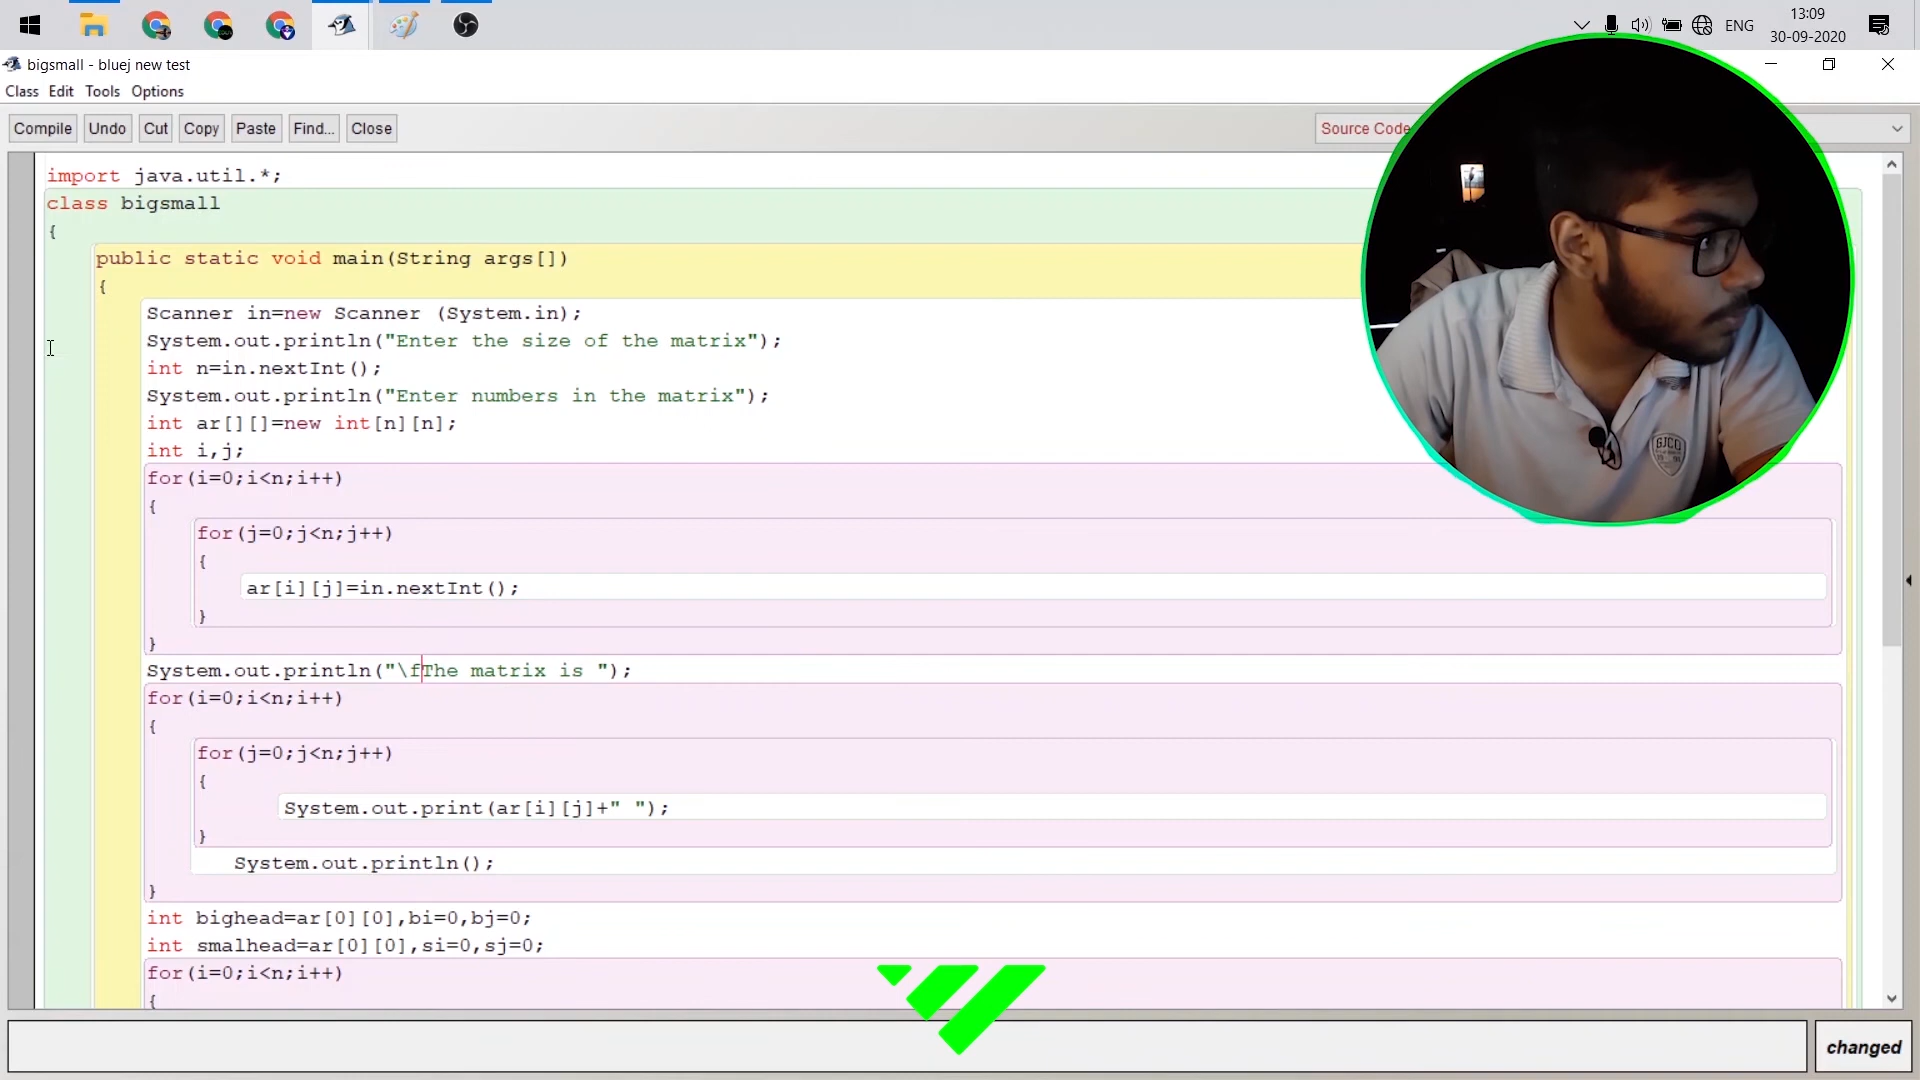 ENG
13:09
30-09-2020
bigsmall - bluej new test
Class Edit Tools Options
Compile Undo Cut Copy Paste Find... Close
Source Code
import java.util.*;
class bigsmall
{
public static void main(String args[])
{
Scanner in=new Scanner (System.in);
System.out.println("Enter the size of the matrix");
int n=in.nextInt();
System.out.println("Enter numbers in the matrix");
int ar[][]=new int[n][n];
int i,j;
for(i=0;i<n;i++)
{
for(j=0;j<n;j++)
{
ar[i][j]=in.nextInt();
}
}
System.out.println("\fThe matrix is ");
for(i=0;i<n;i++)
{
for(j=0;j<n;j++)
{
System.out.print(ar[i][j]+" ");
}
System.out.println();
}
int bighead=ar[0][0],bi=0,bj=0;
int smalhead=ar[0][0],si=0,sj=0;
for(i=0;i<n;i++)
{
GJCQ
changed